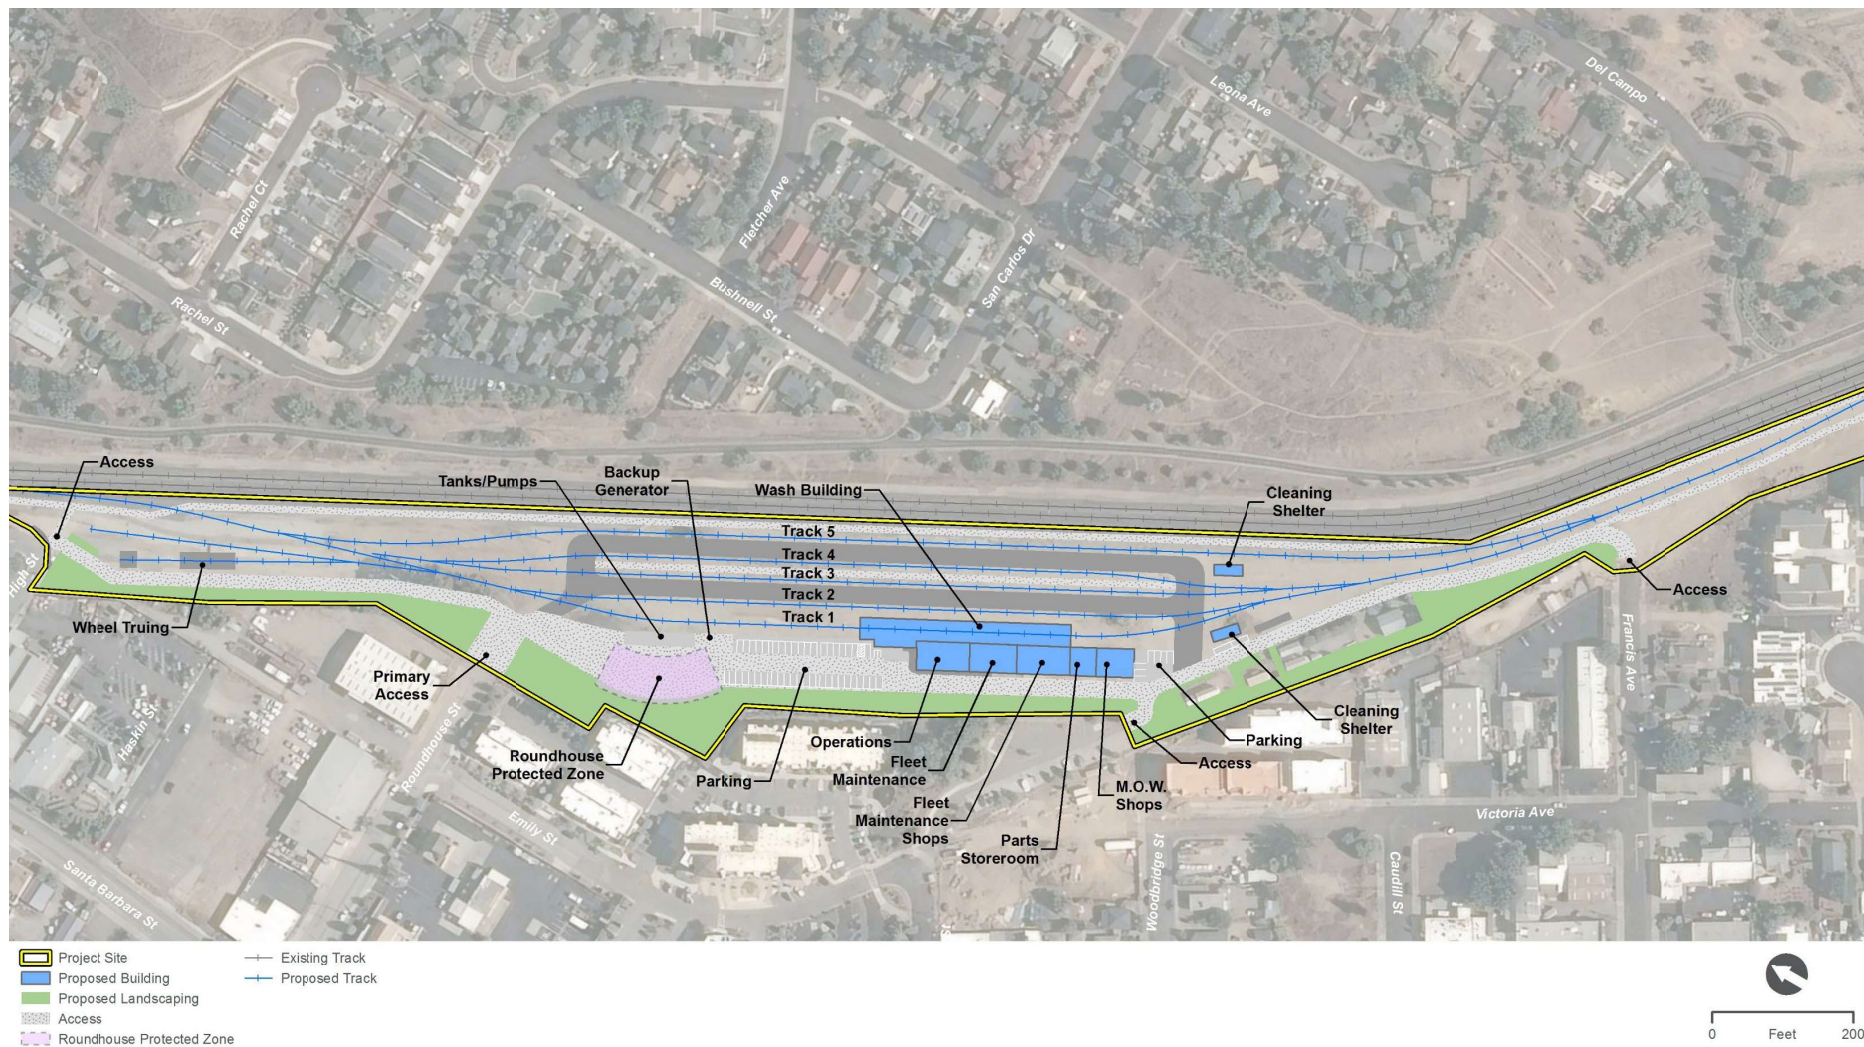 Del Campo
Leona Ave
Rachel Ct
Fletcher Ave
San Carlos Dr
Bushnell St
Rachel St
Access
Tanks/Pumps
Backup
Generator
Wash Building
Cleaning
Shelter
Track 5
Track 4
Track 3
Track 2
Track 1
High St
Wheel Truing
Access
Primary
Access
Francis Ave
Haskin St
Roundhouse St
Roundhouse
Protected Zone
Parking
Operations
Fleet
Maintenance
Fleet
Maintenance
Shops
Parts
Storeroom
M.O.W.
Shops
Access
Parking
Cleaning
Shelter
Emily St
Victoria Ave
Santa Barbara St
Woodbridge St
Caudill St
Project Site
Proposed Building
Proposed Landscaping
Access
Roundhouse Protected Zone
Existing Track
Proposed Track
0 Feet 200